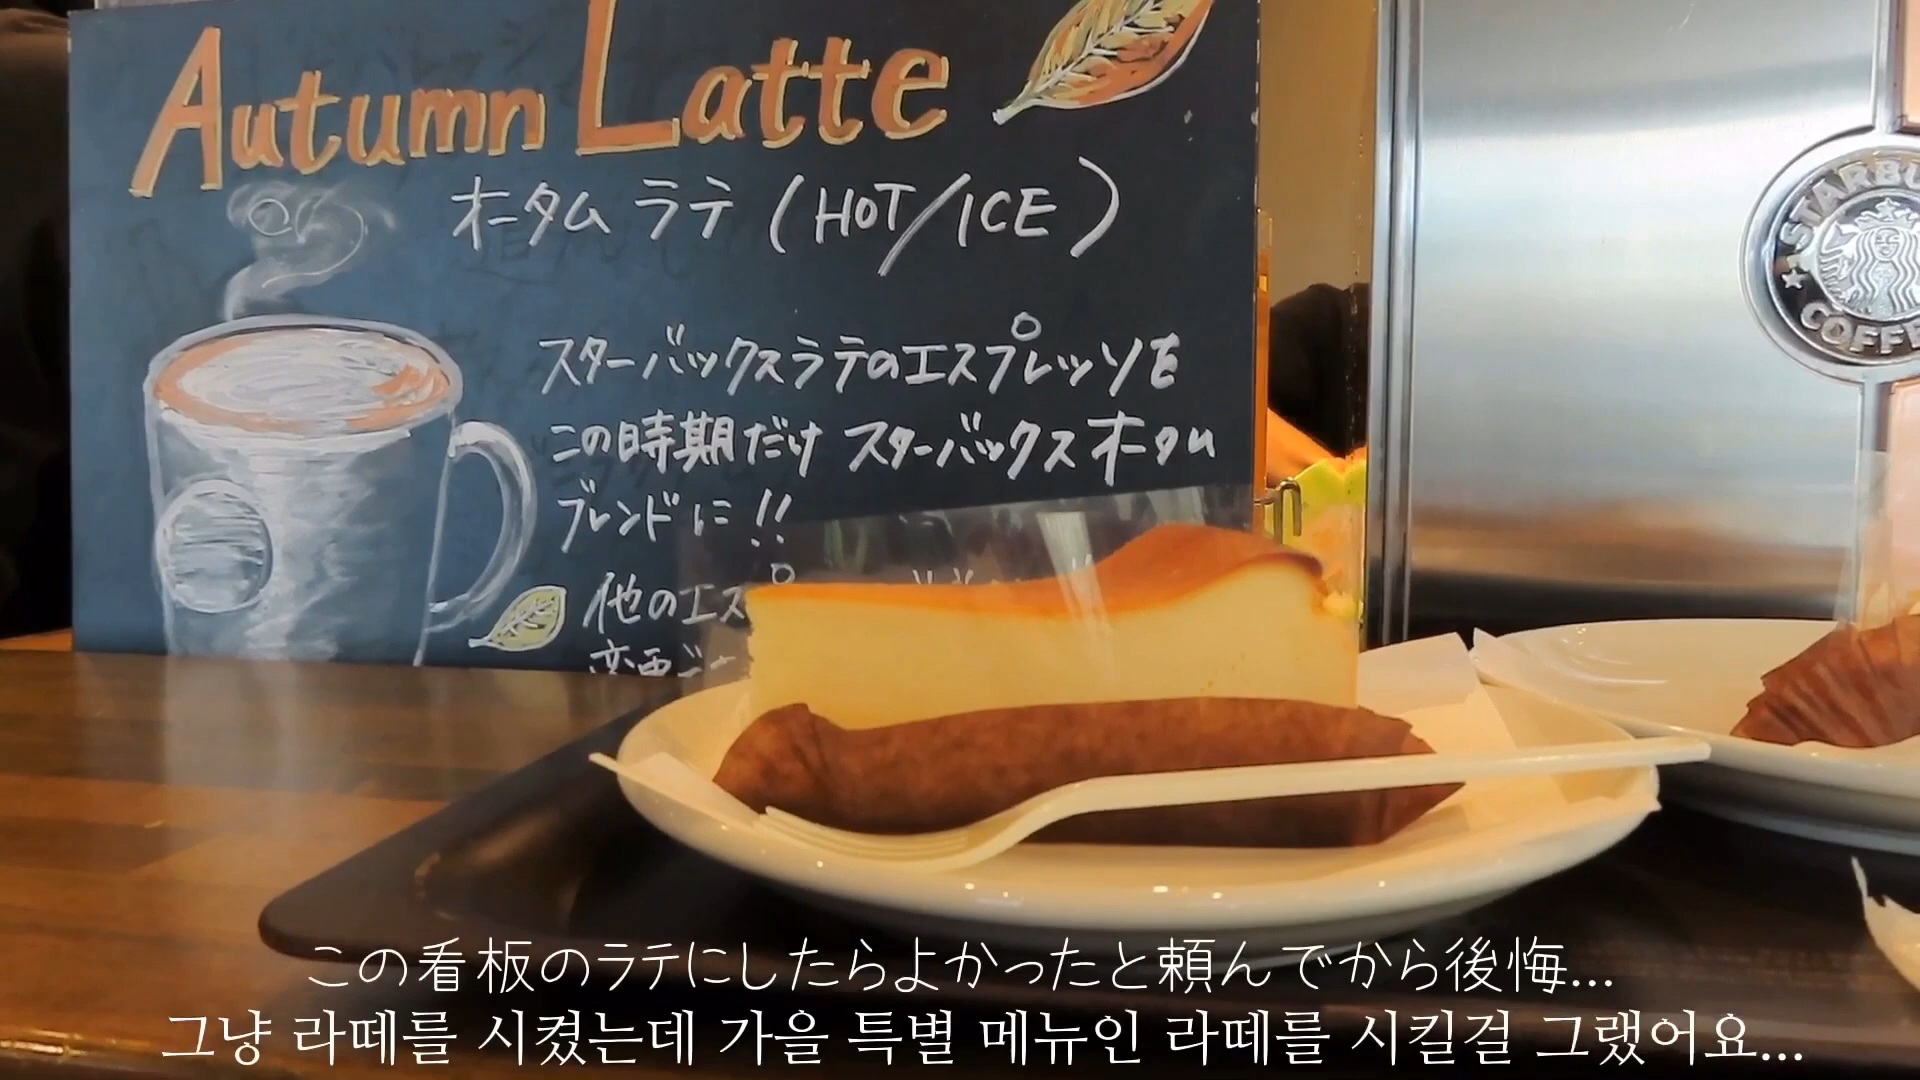 Autumn Latte
オータム ラテ (HOT/ICE)
スターバックスラテのエスプレッソを
この時期だけ スターバックス オータム
ブレンドに!!
他のエスプ
STARBU
COFFE
この看板のラテにしたらよかったと頼んでから後悔...
그냥 라떼를 시켰는데 가을 특별 메뉴인 라떼를 시킬걸 그랬어요...